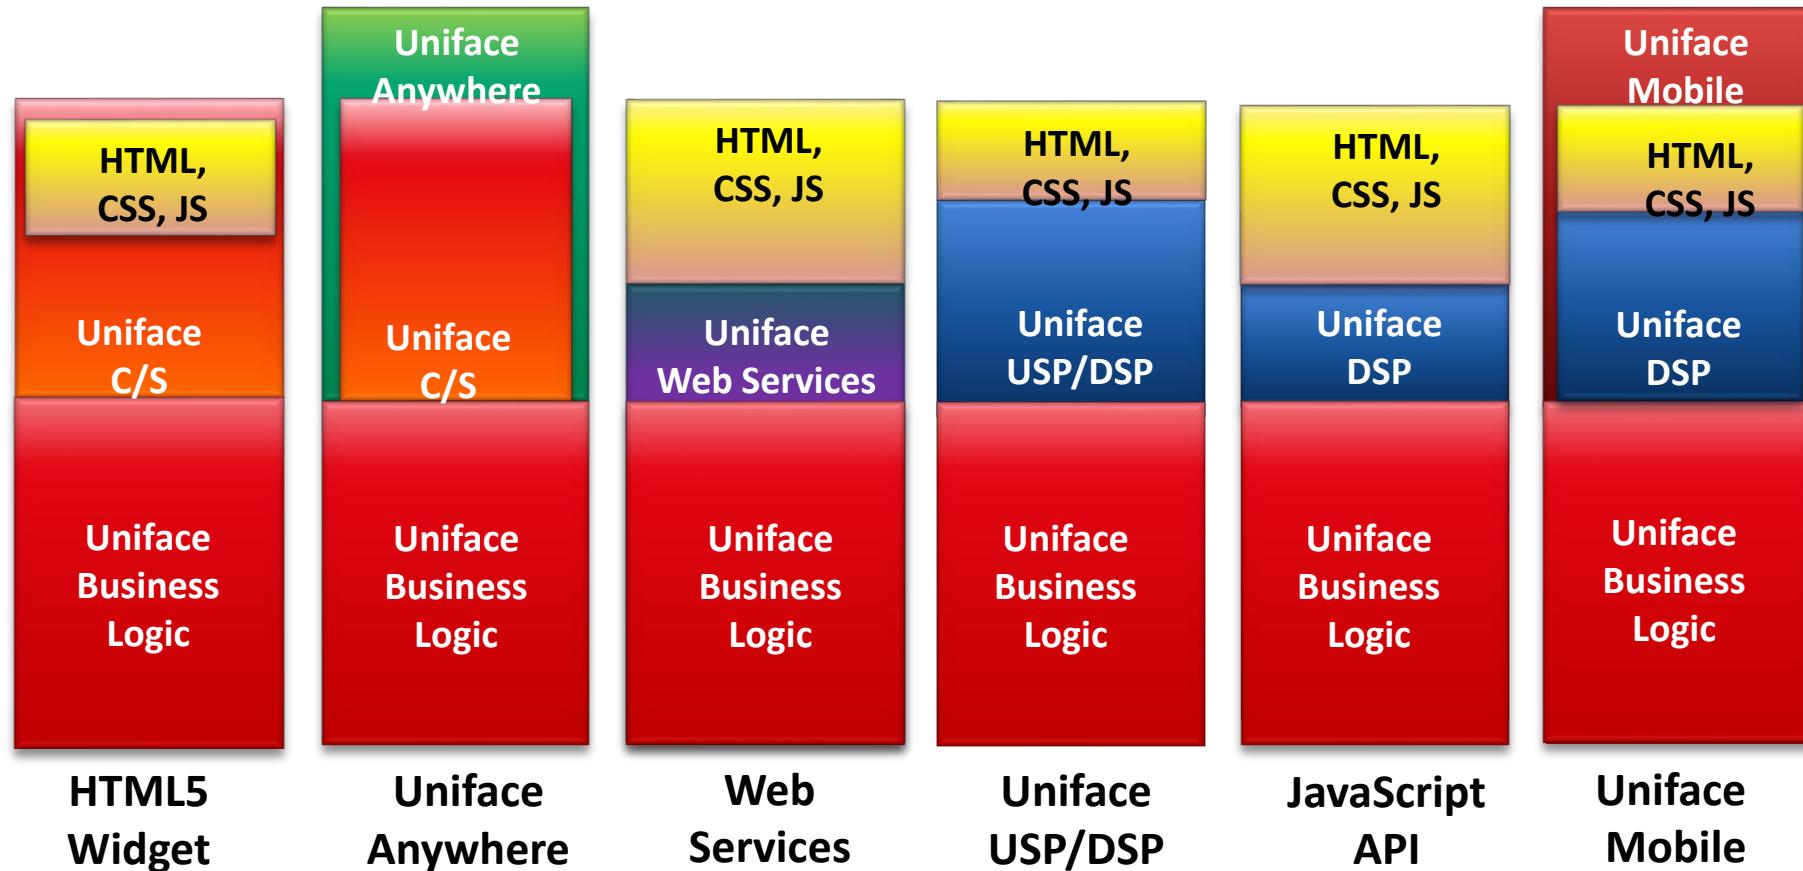 HTML,
CSS, JS
Uniface
C/S
Uniface
Business
Logic
HTML5
Widget
Uniface
Anywhere
Uniface
C/S
Uniface
Business
Logic
Uniface
Anywhere
HTML,
CSS, JS
Uniface
Web Services
Uniface
Business
Logic
Web
Services
HTML,
CSS, JS
Uniface
USP/DSP
Uniface
Business
Logic
Uniface
USP/DSP
HTML,
CSS, JS
Uniface
DSP
Uniface
Business
Logic
JavaScript
API
Uniface
Mobile
HTML,
CSS, JS
Uniface
DSP
Uniface
Business
Logic
Uniface
Mobile